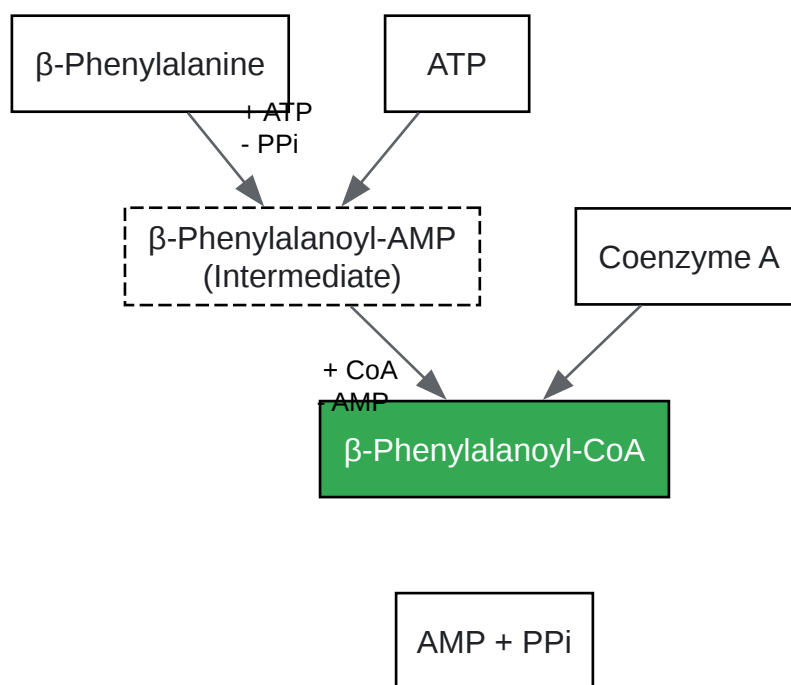 β-Phenylalanine
ATP
+ ATP
- PPi
β-Phenylalanoyl-AMP
(Intermediate)
Coenzyme A
+ CoA
- AMP
β-Phenylalanoyl-CoA
AMP + PPi